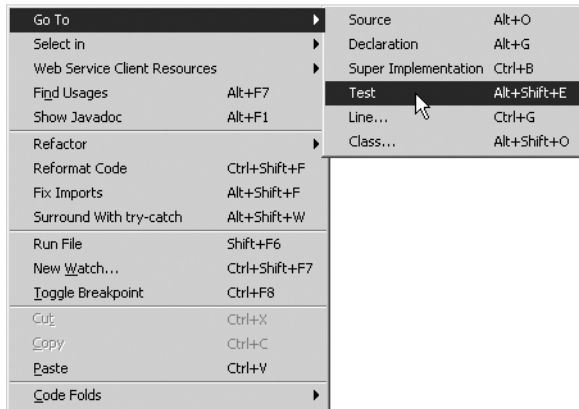 Go To
Select in
Web Service Client Resources
Find Usages Alt+F7
Show Javadoc Alt+F1
Refactor
Reformat Code Ctrl+Shift+F
Fix Imports Alt+Shift+F
Surround With try-catch Alt+Shift+W
Run File Shift+F6
New Watch... Ctrl+Shift+F7
Toggle Breakpoint Ctrl+F8
Cut Ctrl+X
Copy Ctrl+C
Paste Ctrl+V
Code Folds
Source Alt+O
Declaration Alt+G
Super Implementation Ctrl+B
Test Alt+Shift+E
Line... Ctrl+G
Class... Alt+Shift+O